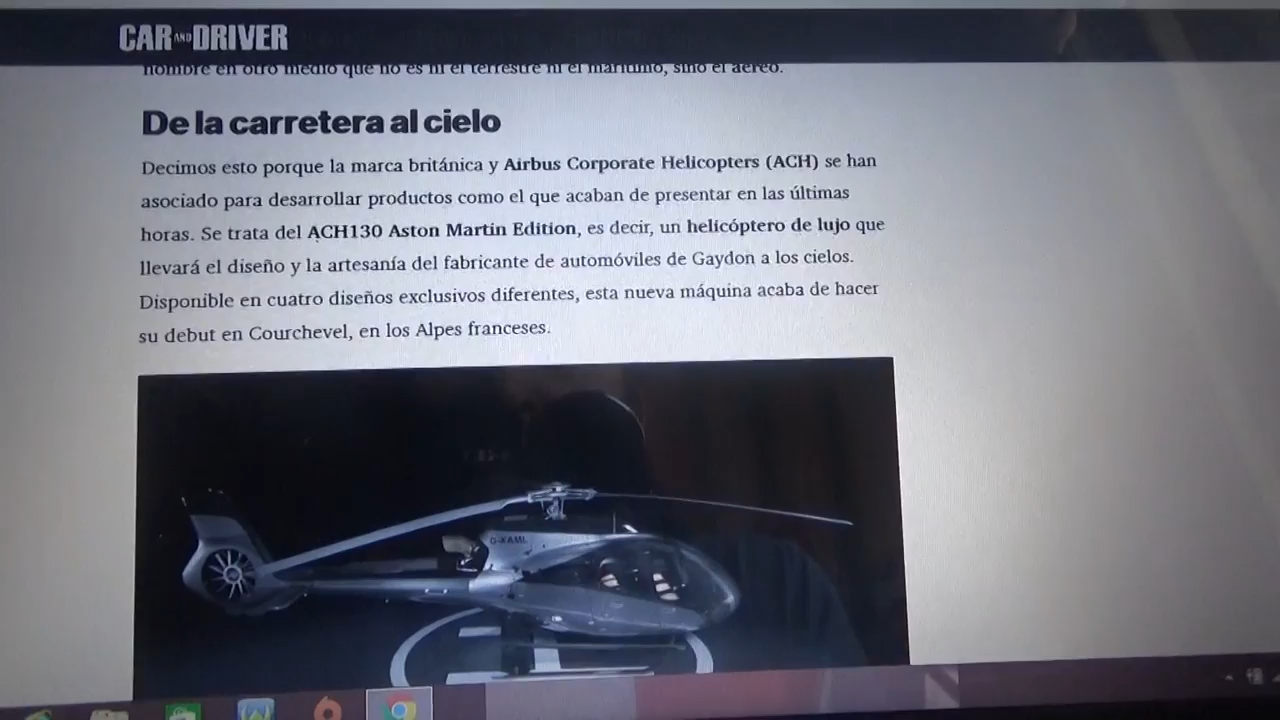 CAR AND DRIVER
nombre en otro medio que no es ni el terrestre ni el marítimo, sino el aéreo.
De la carretera al cielo
Decimos esto porque la marca británica y Airbus Corporate Helicopters (ACH) se han
asociado para desarrollar productos como el que acaban de presentar en las últimas
horas. Se trata del ACH130 Aston Martin Edition, es decir, un helicóptero de lujo que
llevará el diseño y la artesanía del fabricante de automóviles de Gaydon a los cielos.
Disponible en cuatro diseños exclusivos diferentes, esta nueva máquina acaba de hacer
su debut en Courchevel, en los Alpes franceses.
G-XAML